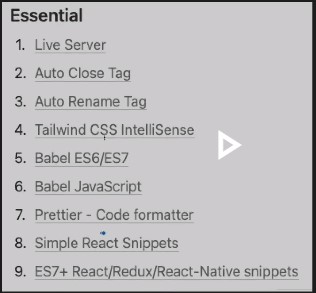 Essential
1. Live Server
2. Auto Close Tag
3. Auto Rename Tag
4. Tailwind CSS IntelliSense
5. Babel ES6/ES7
6. Babel JavaScript
7. Prettier - Code formatter
8. Simple React Snippets
9. ES7+ React/Redux/React-Native snippets